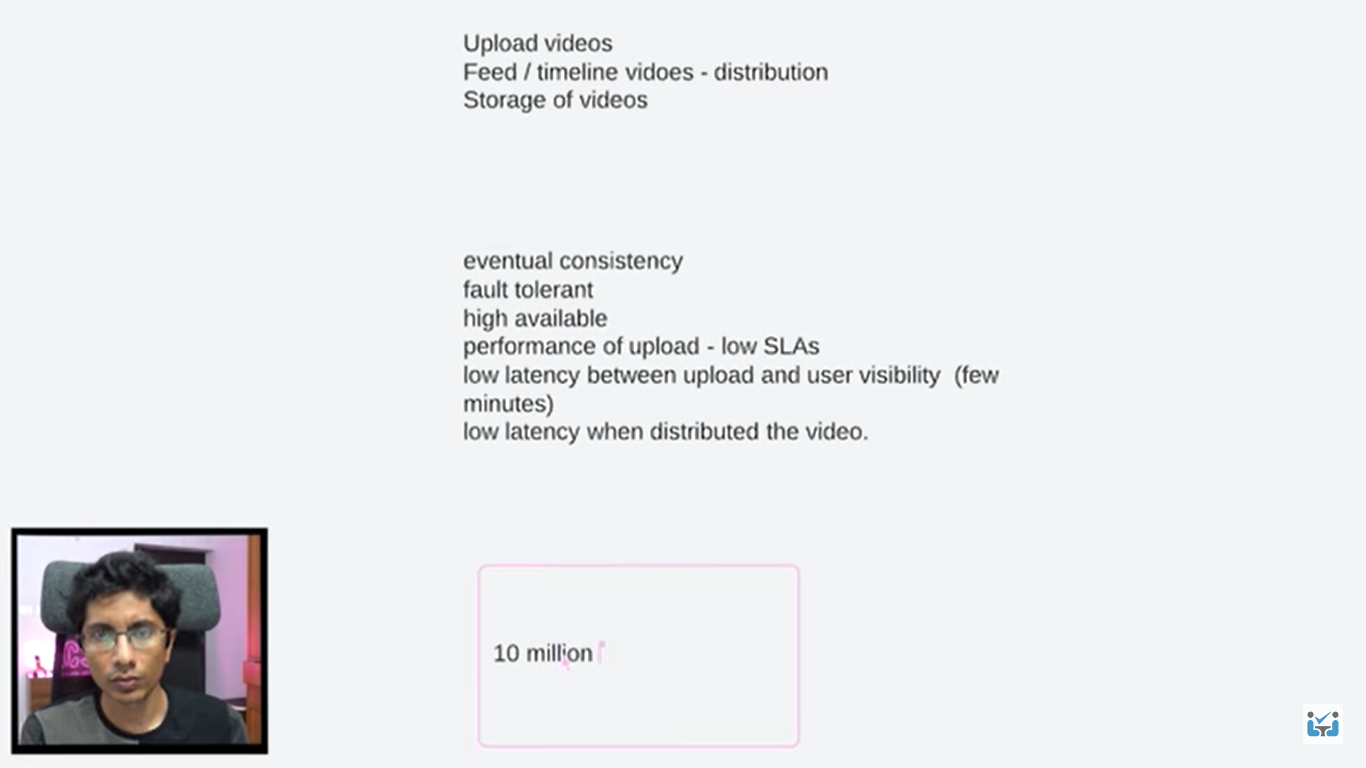 Upload videos
Feed / timeline vidoes - distribution
Storage of videos
eventual consistency
fault tolerant
high available
performance of upload - low SLAs
low latency between upload and user visibility (few
minutes)
low latency when distributed the video.
10 million